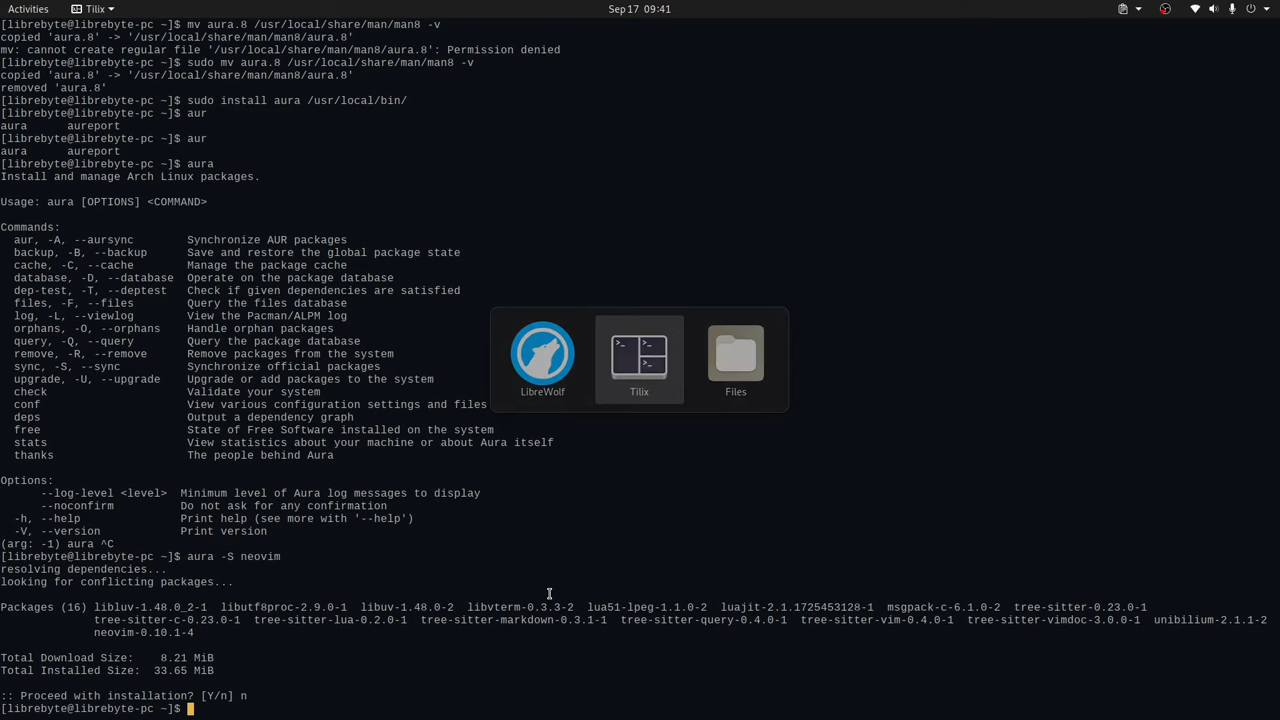 Activities Tilix Sep 17 09:41
[librebyte@librebyte-pc ~]$ mv aura.8 /usr/local/share/man/man8 -v
copied 'aura.8' -> '/usr/local/share/man/man8/aura.8'
mv: cannot create regular file '/usr/local/share/man/man8/aura.8': Permission denied
[librebyte@librebyte-pc ~]$ sudo mv aura.8 /usr/local/share/man/man8 -v
copied 'aura.8' -> '/usr/local/share/man/man8/aura.8'
removed 'aura.8'
[librebyte@librebyte-pc ~]$ sudo install aura /usr/local/bin/
[librebyte@librebyte-pc ~]$ aur
aura      aureport
[librebyte@librebyte-pc ~]$ aur
aura      aureport
[librebyte@librebyte-pc ~]$ aura
Install and manage Arch Linux packages.
Usage: aura [OPTIONS] <COMMAND>
Commands:
  aur, -A, --aursync         Synchronize AUR packages
  backup, -B, --backup       Save and restore the global package state
  cache, -C, --cache         Manage the package cache
  database, -D, --database   Operate on the package database
  dep-test, -T, --deptest    Check if given dependencies are satisfied
  files, -F, --files         Query the files database
  log, -L, --viewlog         View the Pacman/ALPM log
  orphans, -O, --orphans     Handle orphan packages
  query, -Q, --query         Query the package database
  remove, -R, --remove       Remove packages from the system
  sync, -S, --sync           Synchronize official packages
  upgrade, -U, --upgrade     Upgrade or add packages to the system
  check                      Validate your system
  conf                       View various configuration settings and files
  deps                       Output a dependency graph
  free                       State of Free Software installed on the system
  stats                      View statistics about your machine or about Aura itself
  thanks                     The people behind Aura
LibreWolf Tilix Files
Options:
      --log-level <level>  Minimum level of Aura log messages to display
      --noconfirm          Do not ask for any confirmation
  -h, --help               Print help (see more with '--help')
  -V, --version            Print version
(arg: -1) aura ^C
[librebyte@librebyte-pc ~]$ aura -S neovim
resolving dependencies...
looking for conflicting packages...
Packages (16) libluv-1.48.0_2-1  libutf8proc-2.9.0-1  libuv-1.48.0-2  libvterm-0.3.3-2  lua51-lpeg-1.1.0-2  luajit-2.1.1725453128-1  msgpack-c-6.1.0-2  tree-sitter-0.23.0-1
              tree-sitter-c-0.23.0-1  tree-sitter-lua-0.2.0-1  tree-sitter-markdown-0.3.1-1  tree-sitter-query-0.4.0-1  tree-sitter-vim-0.4.0-1  tree-sitter-vimdoc-3.0.0-1  unibilium-2.1.1-2
              neovim-0.10.1-4
Total Download Size:    8.21 MiB
Total Installed Size:  33.65 MiB
:: Proceed with installation? [Y/n] n
[librebyte@librebyte-pc ~]$